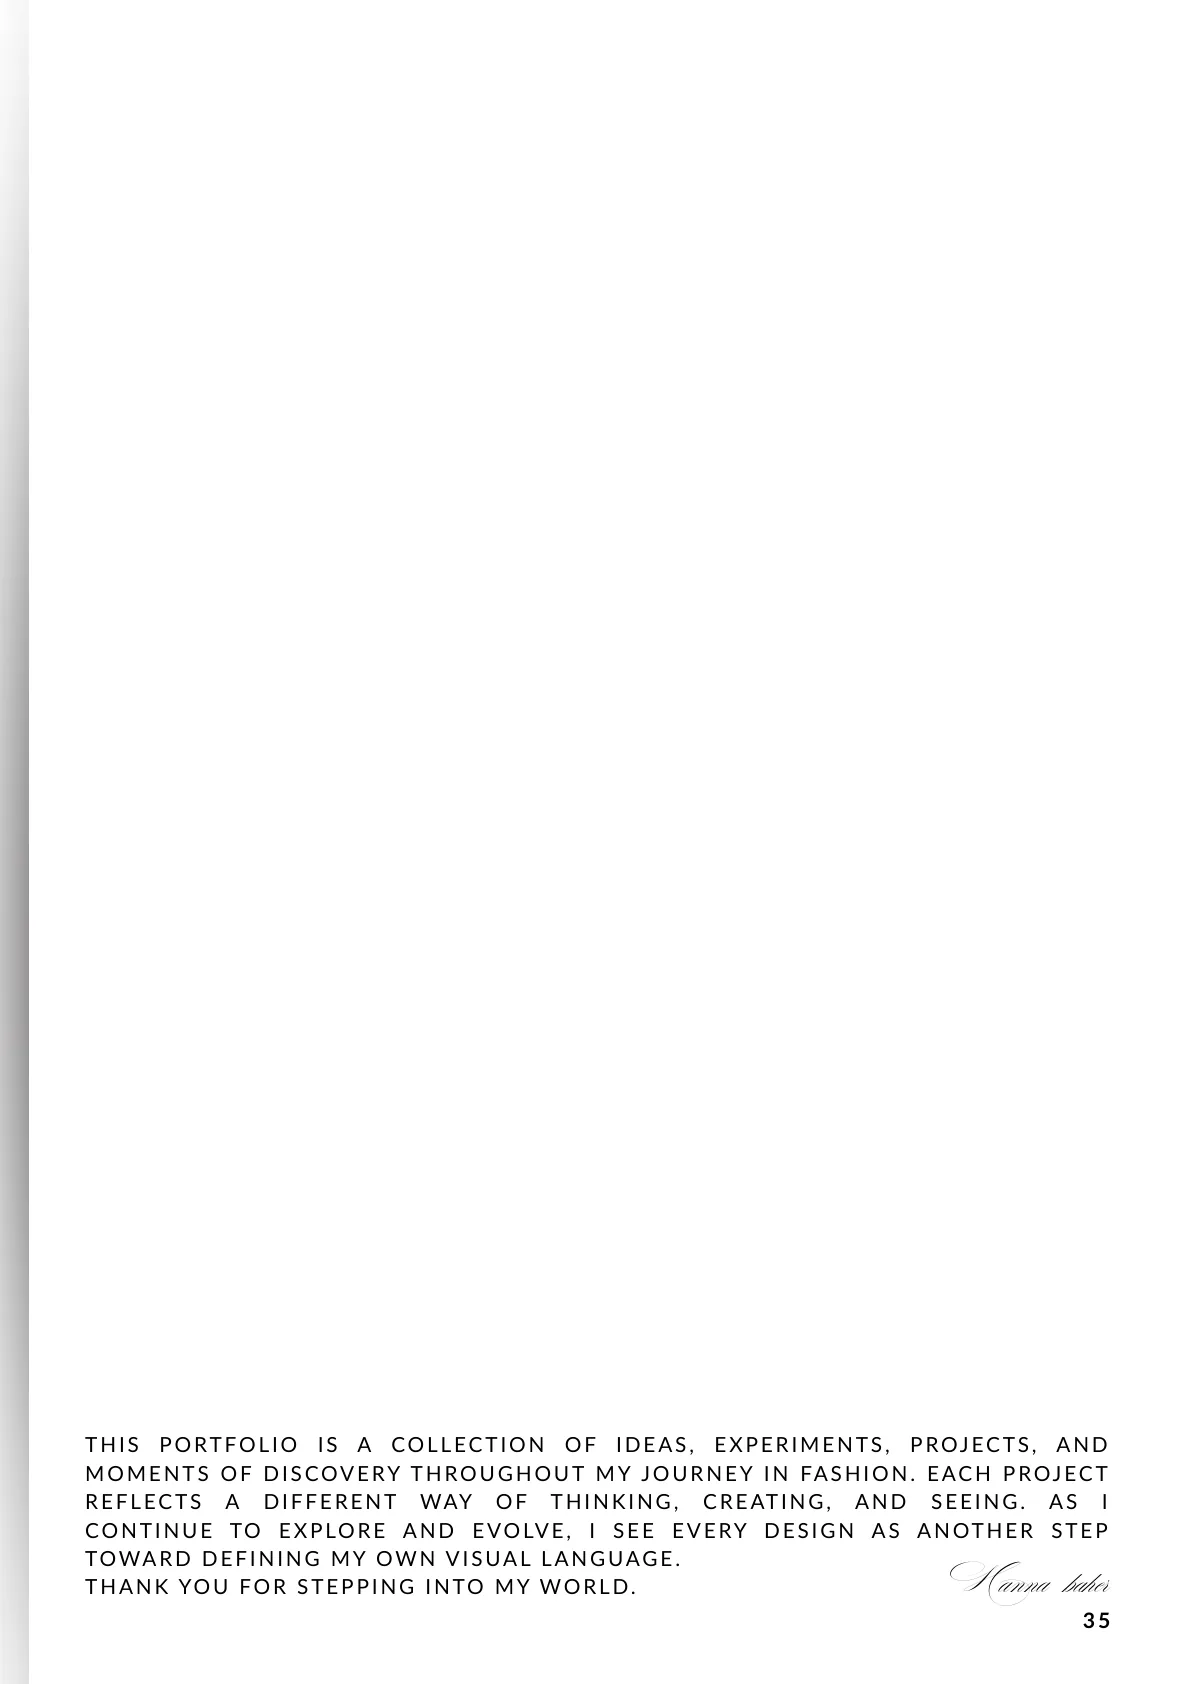 THIS PORTFOLIO IS A COLLECTION OF IDEAS, EXPERIMENTS, PROJECTS, AND
MOMENTS OF DISCOVERY THROUGHOUT MY JOURNEY IN FASHION. EACH PROJECT
REFLECTS A DIFFERENT WAY OF THINKING, CREATING, AND SEEING. AS I
CONTINUE TO EXPLORE AND EVOLVE, I SEE EVERY DESIGN AS ANOTHER STEP
TOWARD DEFINING MY OWN VISUAL LANGUAGE.
THANK YOU FOR STEPPING INTO MY WORLD.
Hanna baher
35